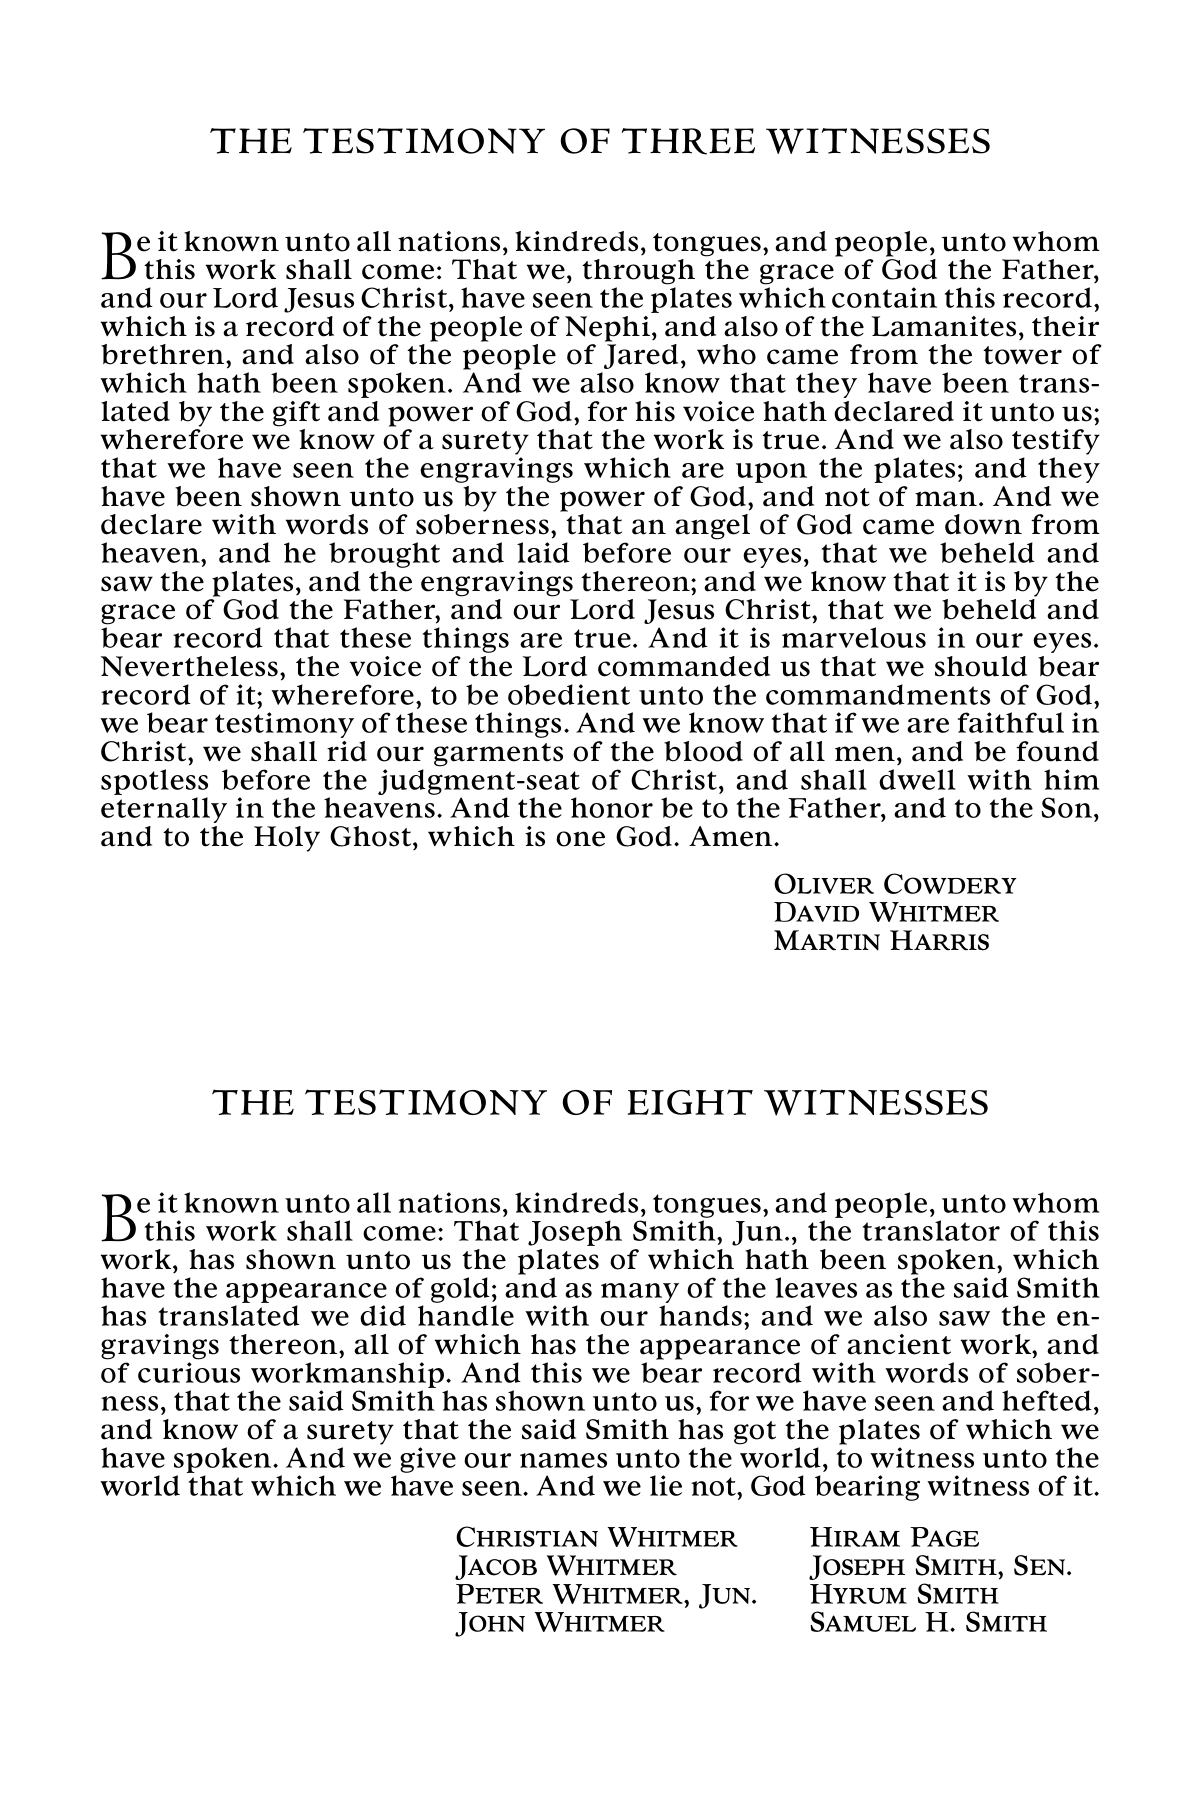 THE TESTIMONY OF THREE WITNESSES
Be it known unto all nations, kindreds, tongues, and people, unto whom
this work shall come: That we, through the grace of God the Father,
and our Lord Jesus Christ, have seen the plates which contain this record,
which is a record of the people of Nephi, and also of the Lamanites, their
brethren, and also of the people of Jared, who came from the tower of
which hath been spoken. And we also know that they have been trans-
lated by the gift and power of God, for his voice hath declared it unto us;
wherefore we know of a surety that the work is true. And we also testify
that we have seen the engravings which are upon the plates; and they
have been shown unto us by the power of God, and not of man. And we
declare with words of soberness, that an angel of God came down from
heaven, and he brought and laid before our eyes, that we beheld and
saw the plates, and the engravings thereon; and we know that it is by the
grace of God the Father, and our Lord Jesus Christ, that we beheld and
bear record that these things are true. And it is marvelous in our eyes.
Nevertheless, the voice of the Lord commanded us that we should bear
record of it; wherefore, to be obedient unto the commandments of God,
we bear testimony of these things. And we know that if we are faithful in
Christ, we shall rid our garments of the blood of all men, and be found
spotless before the judgment-seat of Christ, and shall dwell with him
eternally in the heavens. And the honor be to the Father, and to the Son,
and to the Holy Ghost, which is one God. Amen.
OLIVER COWDERY
DAVID WHITMER
MARTIN HARRIS
THE TESTIMONY OF EIGHT WITNESSES
Be it known unto all nations, kindreds, tongues, and people, unto whom
this work shall come: That Joseph Smith, Jun., the translator of this
work, has shown unto us the plates of which hath been spoken, which
have the appearance of gold; and as many of the leaves as the said Smith
has translated we did handle with our hands; and we also saw the en-
gravings thereon, all of which has the appearance of ancient work, and
of curious workmanship. And this we bear record with words of sober-
ness, that the said Smith has shown unto us, for we have seen and hefted,
and know of a surety that the said Smith has got the plates of which we
have spoken. And we give our names unto the world, to witness unto the
world that which we have seen. And we lie not, God bearing witness of it.
CHRISTIAN WHITMER
JACOB WHITMER
PETER WHITMER, JUN.
JOHN WHITMER
HIRAM PAGE
JOSEPH SMITH, SEN.
HYRUM SMITH
SAMUEL H. SMITH